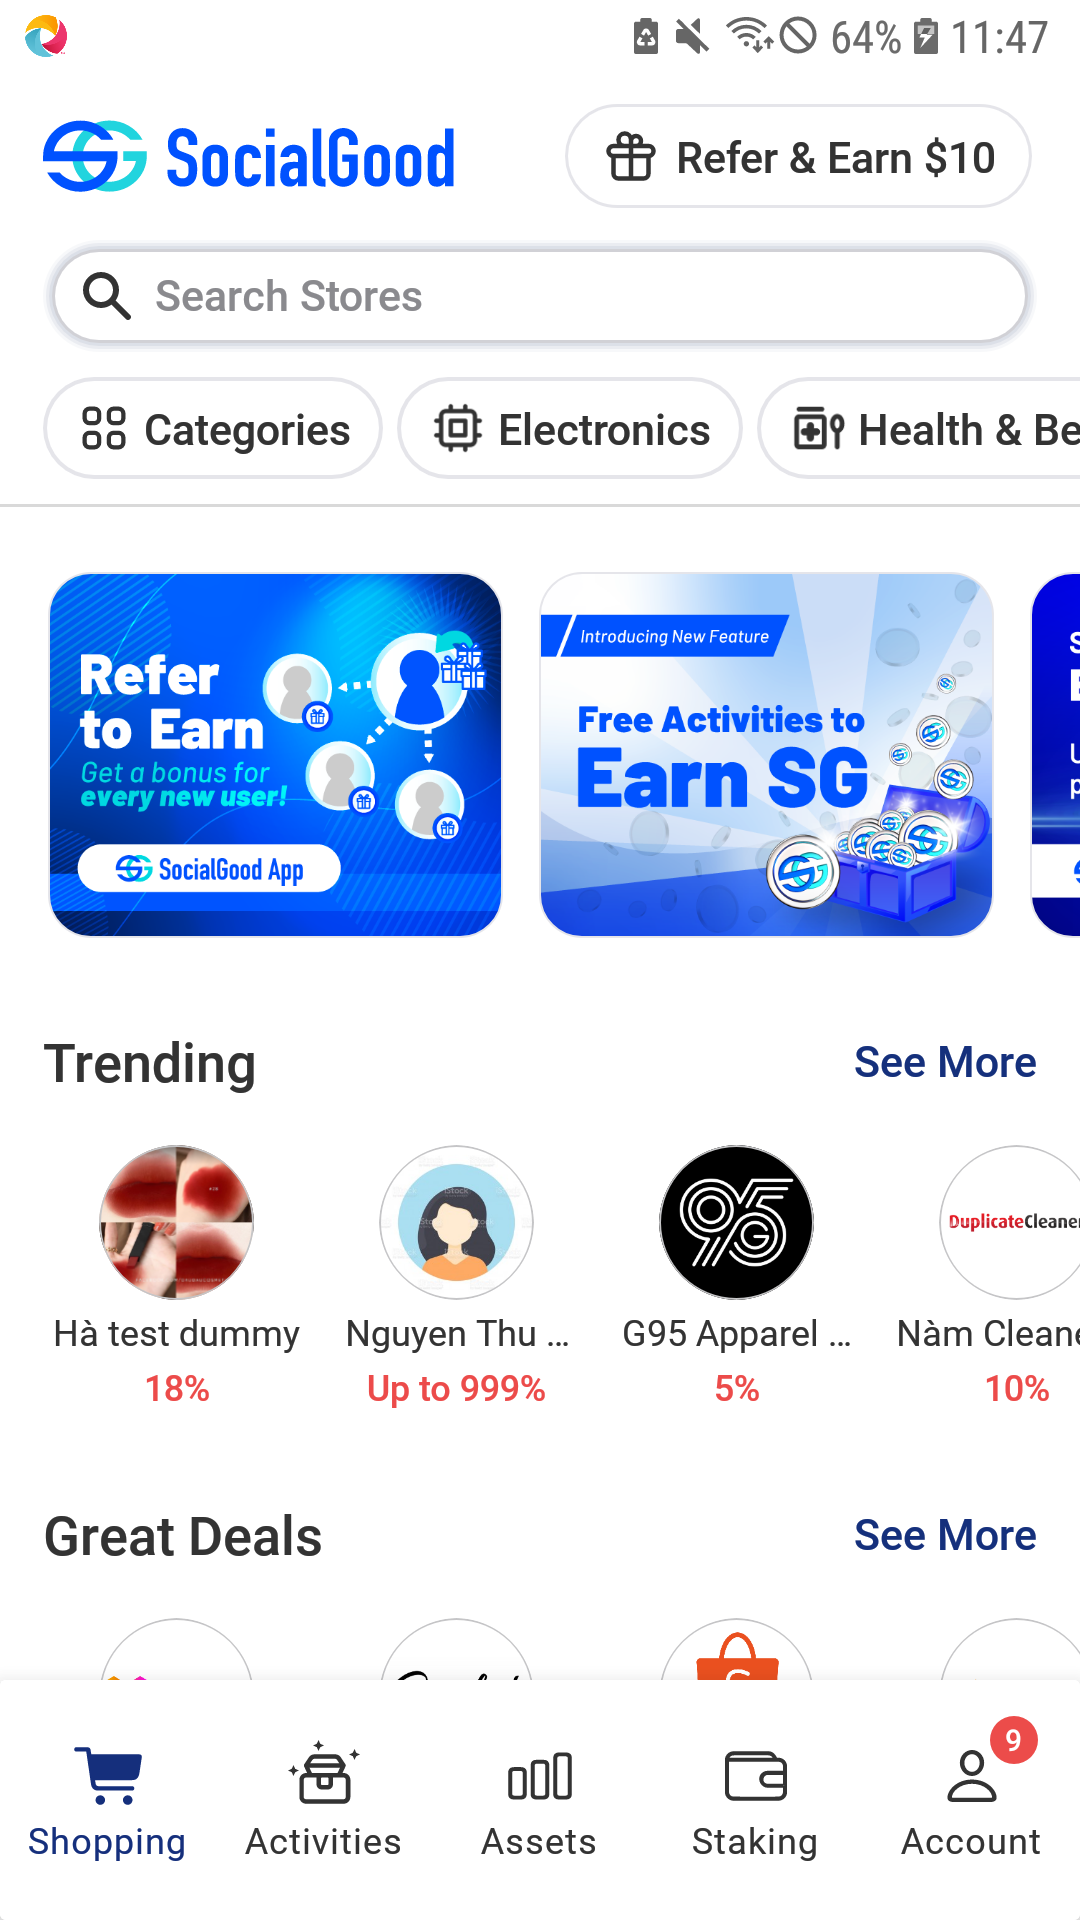 64% 11:47
SocialGood
Refer & Earn $10
Search Stores
Categories
Electronics
Health & Be
Refer
to Earn
Get a bonus for
every new user!
SocialGood App
Introducing New Feature
Free Activities to
Earn SG
Trending
See More
DuplicateCleaner
Hà test dummy
Nguyen Thu ...
G95 Apparel ...
Nàm Cleane
18%
Up to 999%
5%
10%
Great Deals
See More
9
Shopping
Activities
Assets
Staking
Account